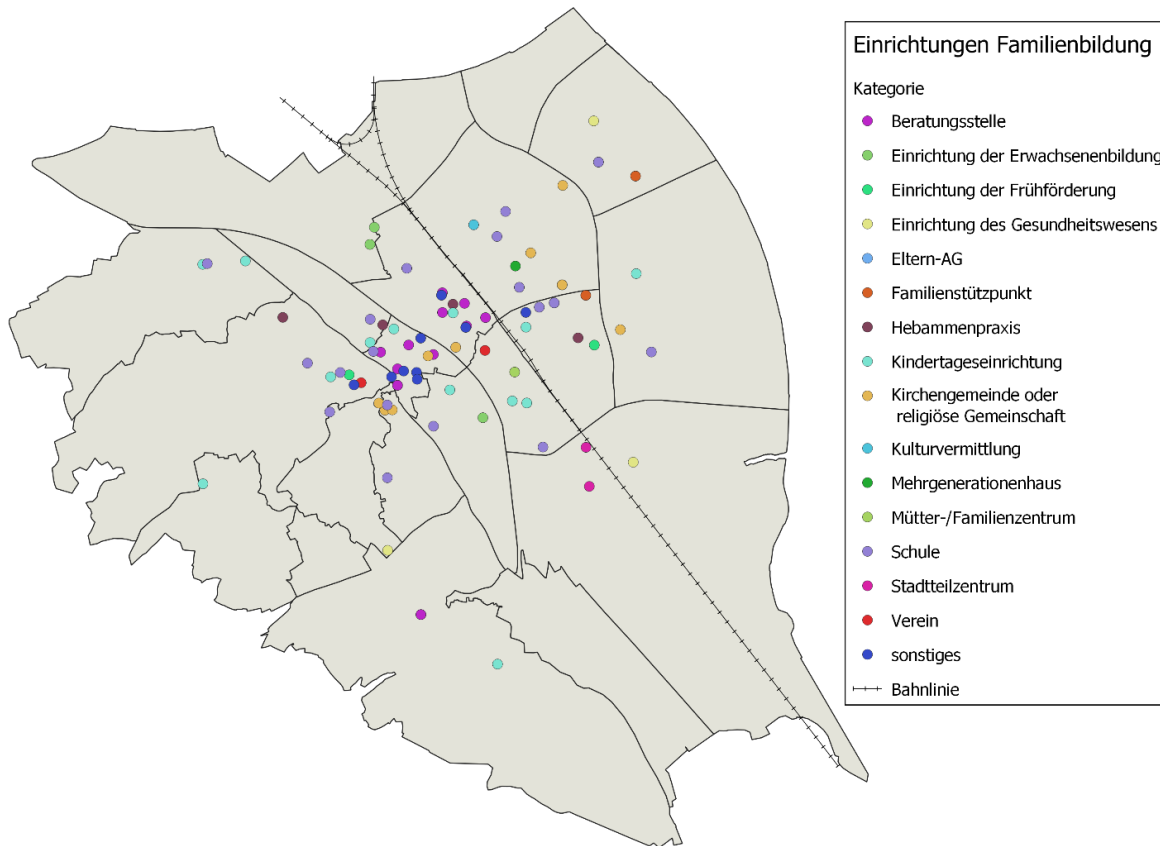 Einrichtungen Familienbildung
Kategorie
Beratungsstelle
Einrichtung der Erwachsenenbildung
Einrichtung der Frühförderung
Einrichtung des Gesundheitswesens
Eltern-AG
Familienstützpunkt
Hebammenpraxis
Kindertageseinrichtung
Kirchengemeinde oder
religiöse Gemeinschaft
Kulturvermittlung
Mehrgenerationenhaus
Mütter-/Familienzentrum
Schule
Stadtteilzentrum
Verein
sonstiges
Bahnlinie